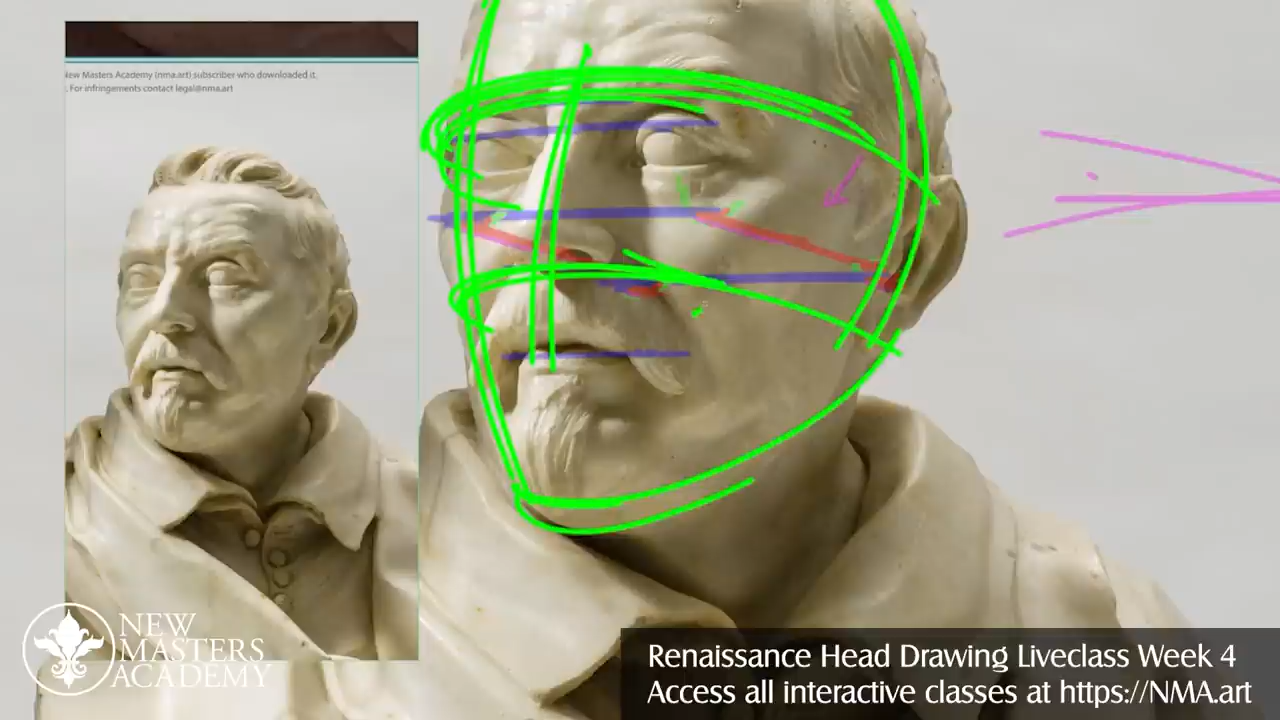 iew Masters Academy (nma.art) subscriber who downloaded it.
. For infringements contact legal@nma.art
NEW
MASTERS
ACADEMY
Renaissance Head Drawing Liveclass Week 4
Access all interactive classes at https://NMA.art